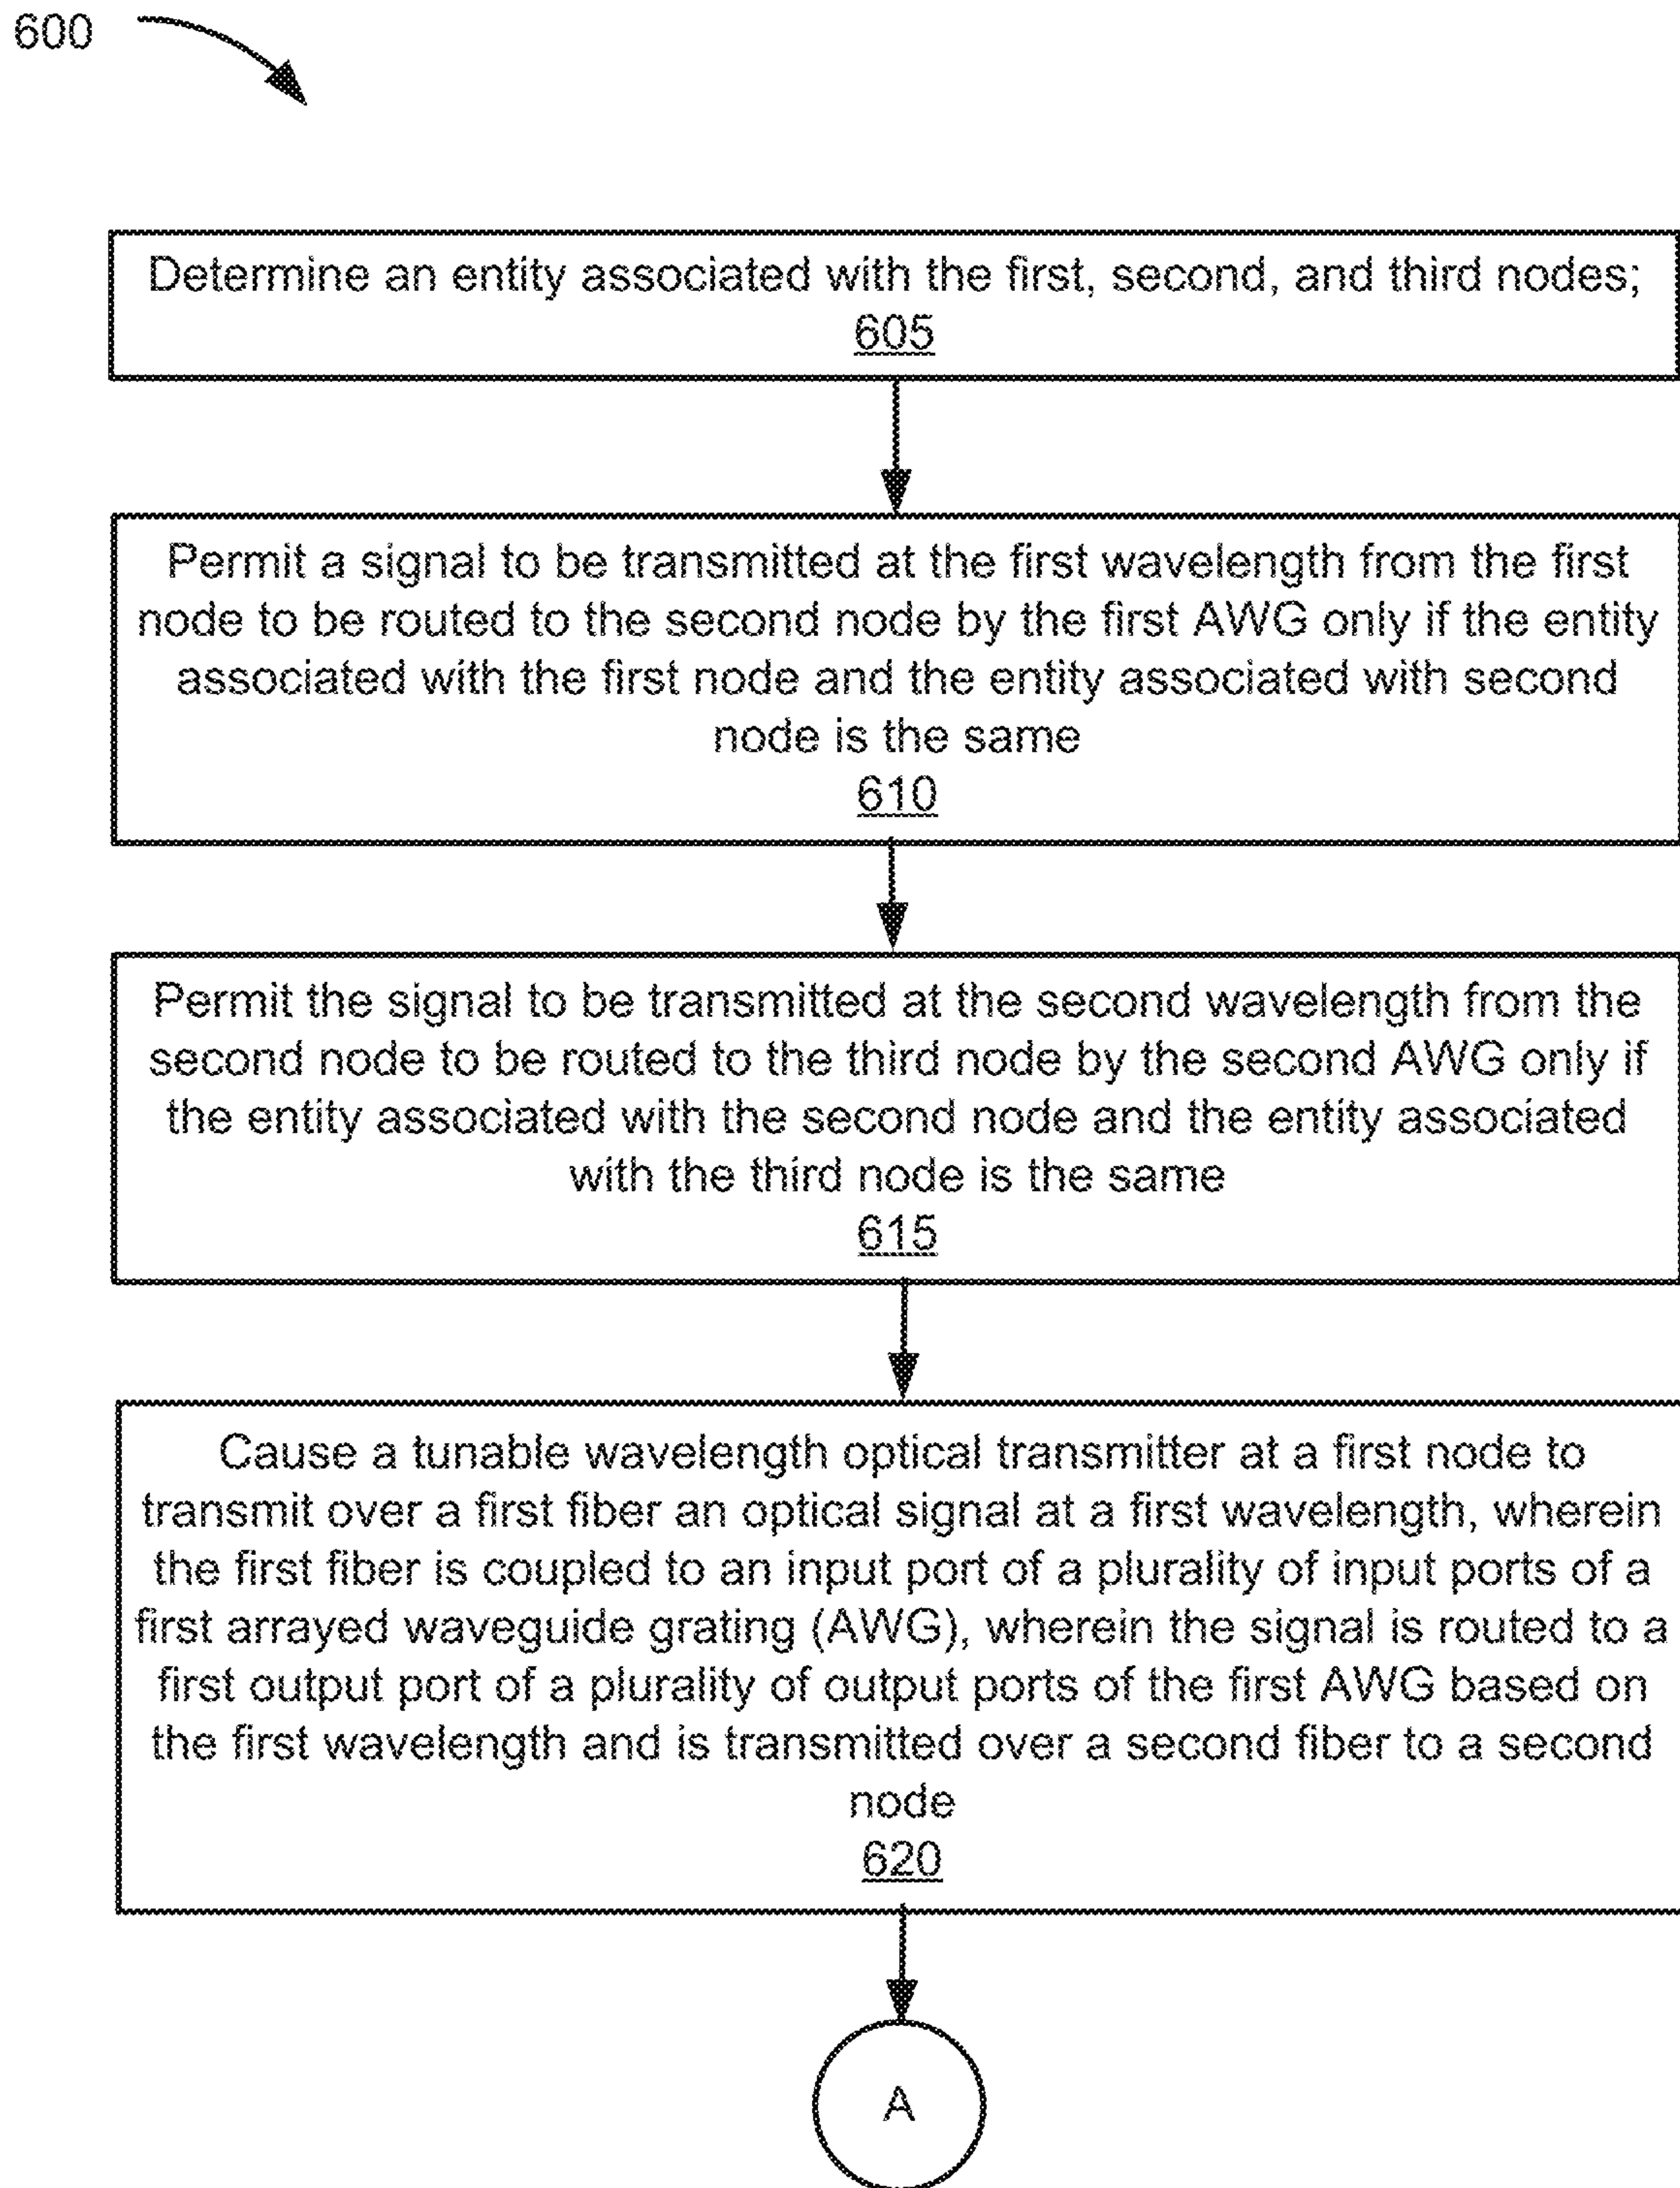 600
Determine an entity associated with the first, second, and third nodes;
605
Permit a signal to be transmitted at the first wavelength from the first
node to be routed to the second node by the first AWG only if the entity
associated with the first node and the entity associated with second
node is the same
610
Permit the signal to be transmitted at the second wavelength from the
second node to be routed to the third node by the second AWG only if
the entity associated with the second node and the entity associated
with the third node is the same
615
Cause a tunable wavelength optical transmitter at a first node to
transmit over a first fiber an optical signal at a first wavelength, wherein
the first fiber is coupled to an input port of a plurality of input ports of a
first arrayed waveguide grating (AWG), wherein the signal is routed to a
first output port of a plurality of output ports of the first AWG based on
the first wavelength and is transmitted over a second fiber to a second
node
620
A